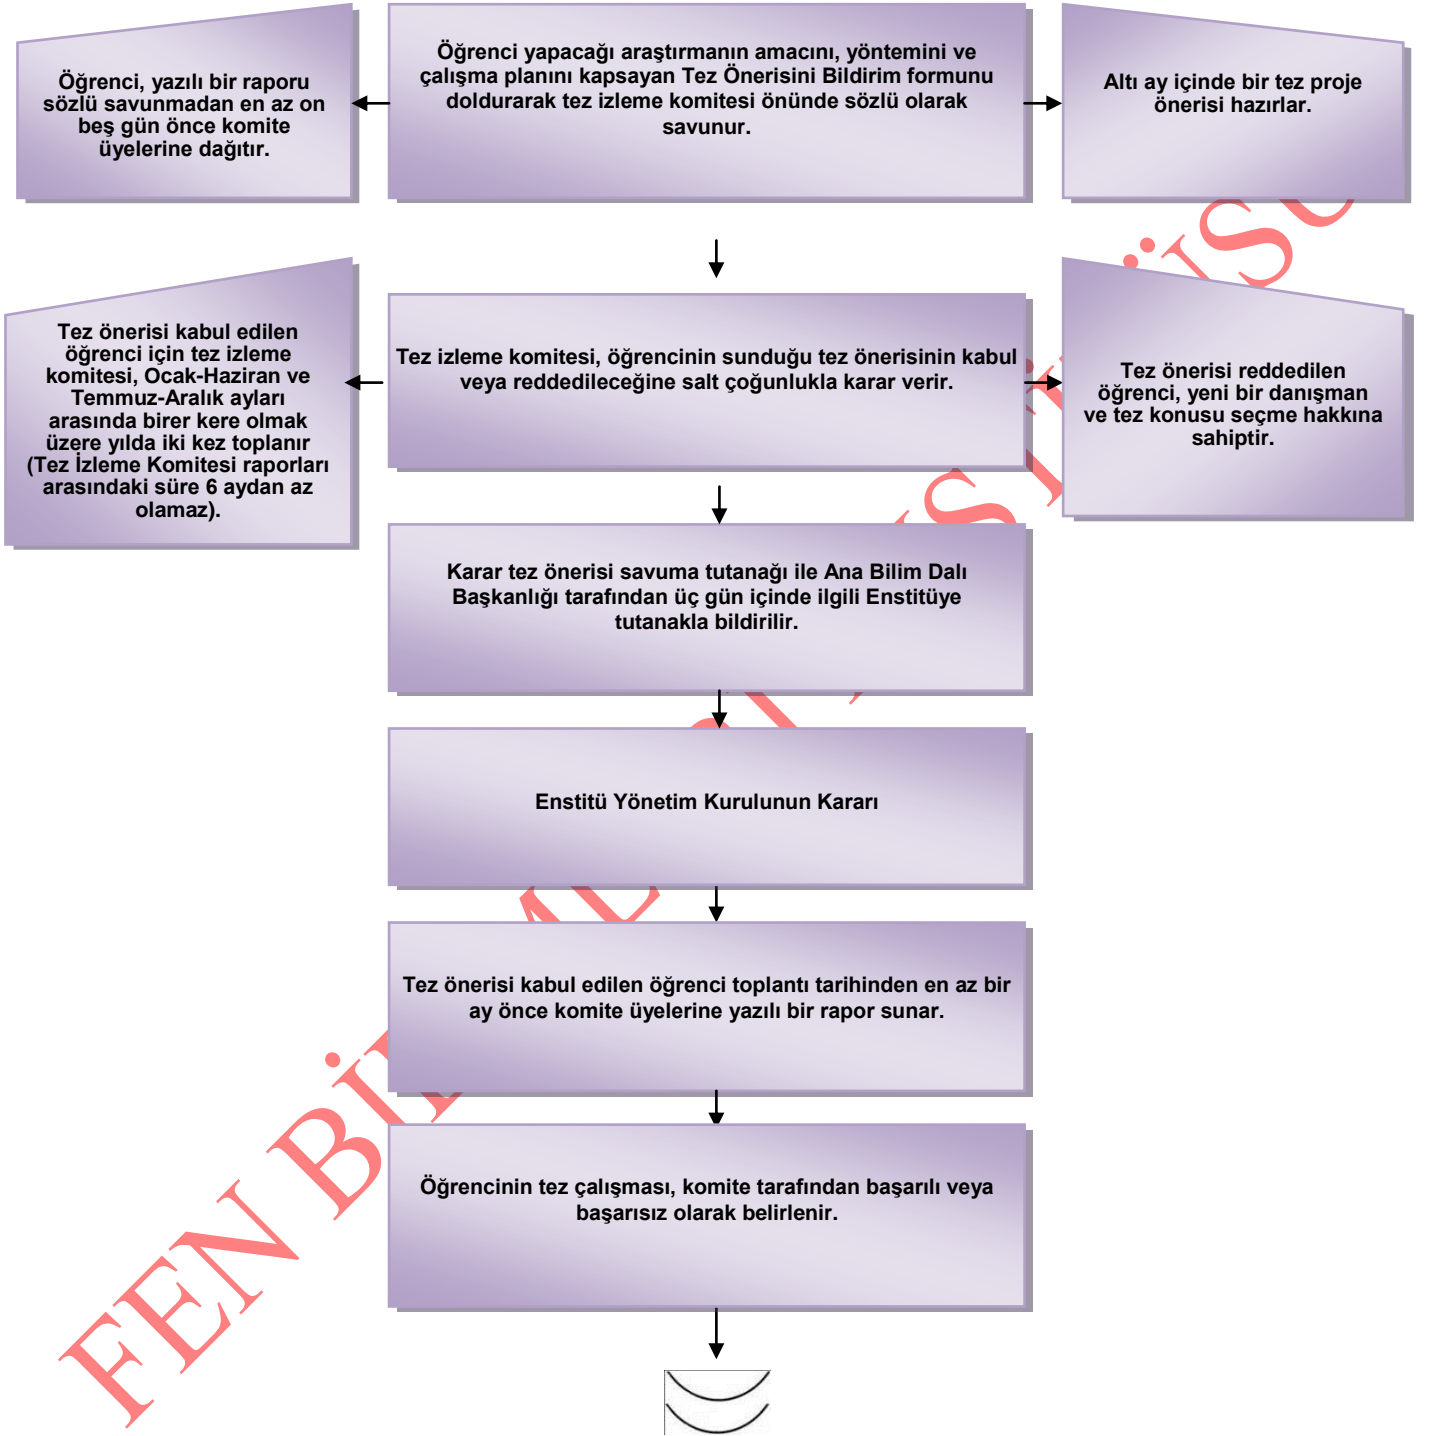 Öğrenci, yazılı bir raporu
sözlü savunmadan en az on
beş gün önce komite
üyelerine dağıtır.
Öğrenci yapacağı araştırmanın amacını, yöntemini ve
çalışma planını kapsayan Tez Önerisini Bildirim formunu
doldurarak tez izleme komitesi önünde sözlü olarak
savunur.
Altı ay içinde bir tez proje
önerisi hazırlar.
Tez önerisi kabul edilen
öğrenci için tez izleme
komitesi, Ocak-Haziran ve
Temmuz-Aralık ayları
arasında birer kere olmak
üzere yılda iki kez toplanır
(Tez İzleme Komitesi raporları
arasındaki süre 6 aydan az
olamaz).
Tez izleme komitesi, öğrencinin sunduğu tez önerisinin kabul
veya reddedileceğine salt çoğunlukla karar verir.
Tez önerisi reddedilen
öğrenci, yeni bir danışman
ve tez konusu seçme hakkına
sahiptir.
Karar tez önerisi savuma tutanağı ile Ana Bilim Dalı
Başkanlığı tarafından üç gün içinde ilgili Enstitüye
tutanakla bildirilir.
Enstitü Yönetim Kurulunun Kararı
Tez önerisi kabul edilen öğrenci toplantı tarihinden en az bir
ay önce komite üyelerine yazılı bir rapor sunar.
Öğrencinin tez çalışması, komite tarafından başarılı veya
başarısız olarak belirlenir.
FEN